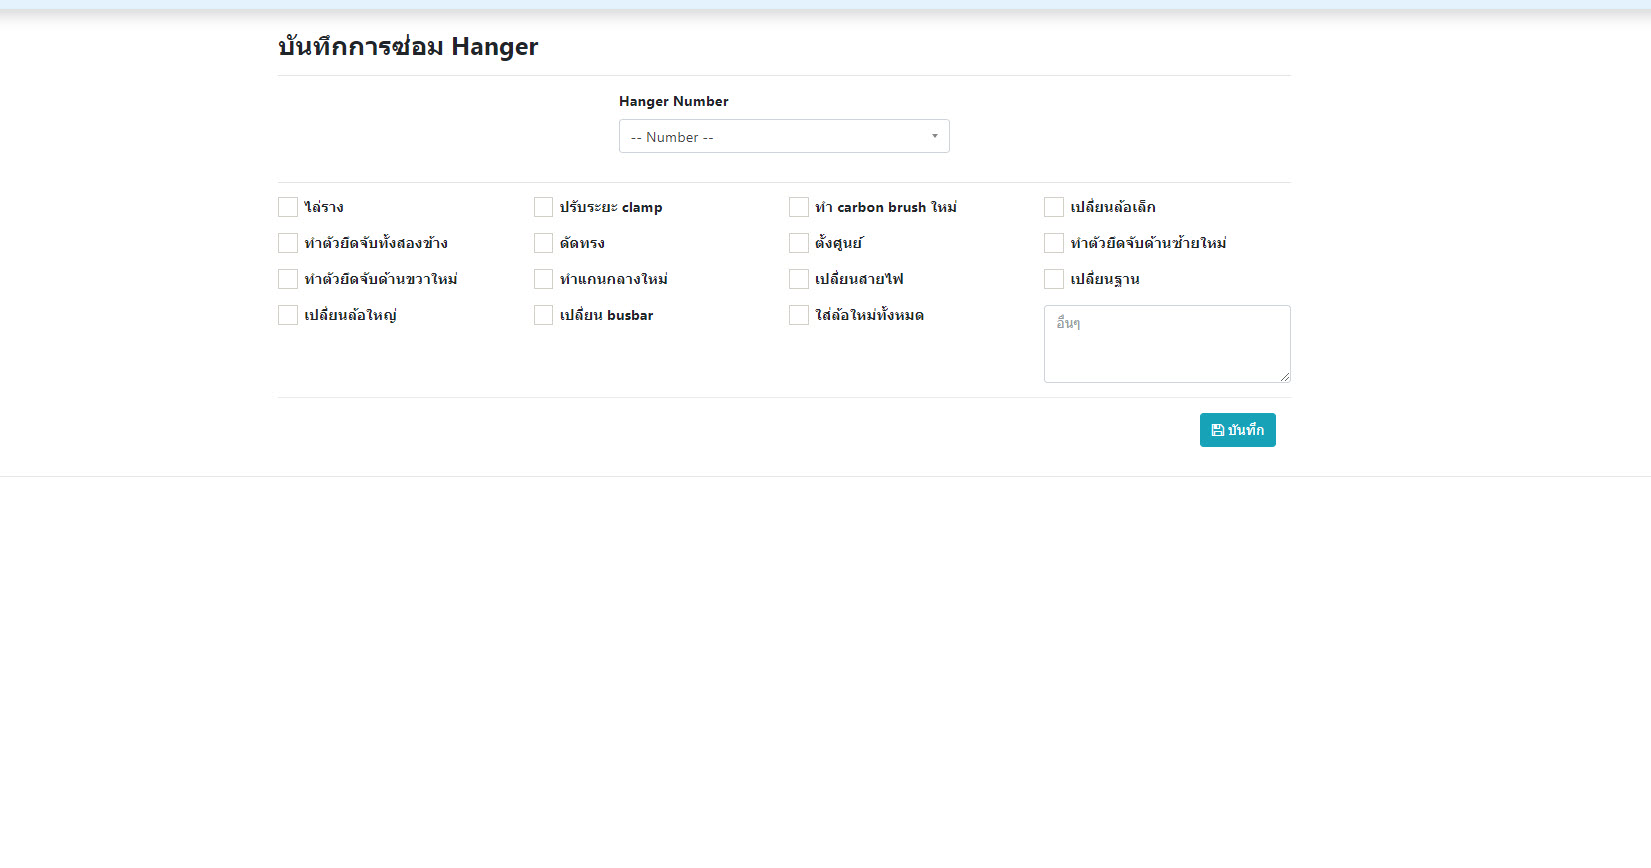 บันทึกการซ่อม Hanger
Hanger Number
-- Number --
ไล่ราง
ปรับระยะ clamp
ทำ carbon brush ใหม่
เปลี่ยนล้อเล็ก
ทำตัวยึดจับทั้งสองข้าง
ดัดทรง
ตั้งศูนย์
ทำตัวยึดจับด้านซ้ายใหม่
ทำตัวยึดจับด้านขวาใหม่
ทำแกนกลางใหม่
เปลี่ยนสายไฟ
เปลี่ยนฐาน
เปลี่ยนล้อใหญ่
เปลี่ยน busbar
ใส่ล้อใหม่ทั้งหมด
อื่นๆ
บันทึก